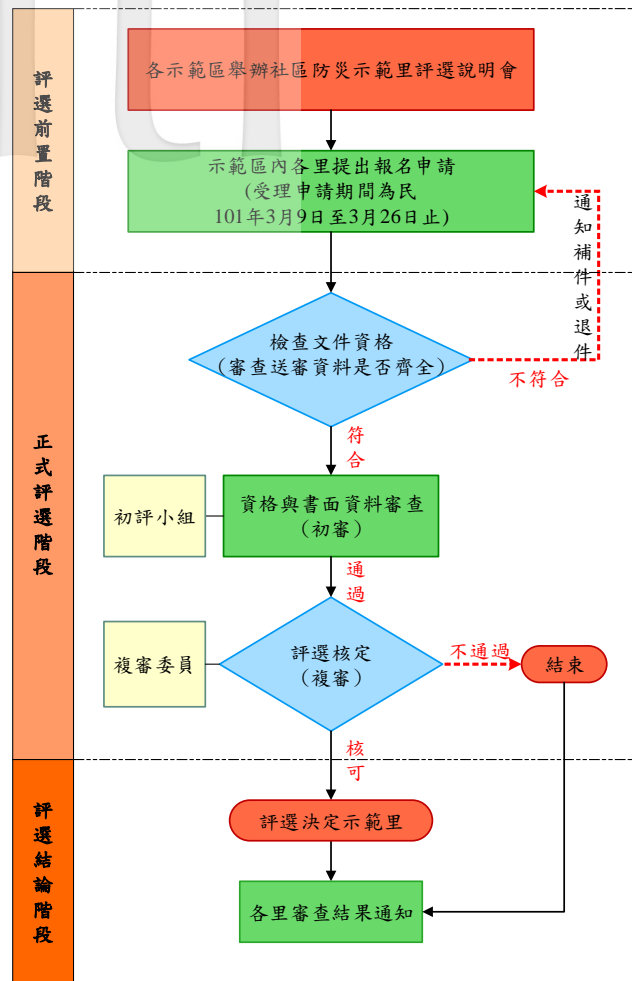 評選前置階段
各示範區舉辦社區防災示範里評選說明會
示範區內各里提出報名申請
(受理申請期間為民
101年3月9日至3月26日止)
通知補件或退件
正式評選階段
檢查文件資格
(審查送審資料是否齊全)
不符合
符合
初評小組
資格與書面資料審查
(初審)
通過
複審委員
評選核定
(複審)
不通過
結束
核可
評選結論階段
評選決定示範里
各里審查結果通知